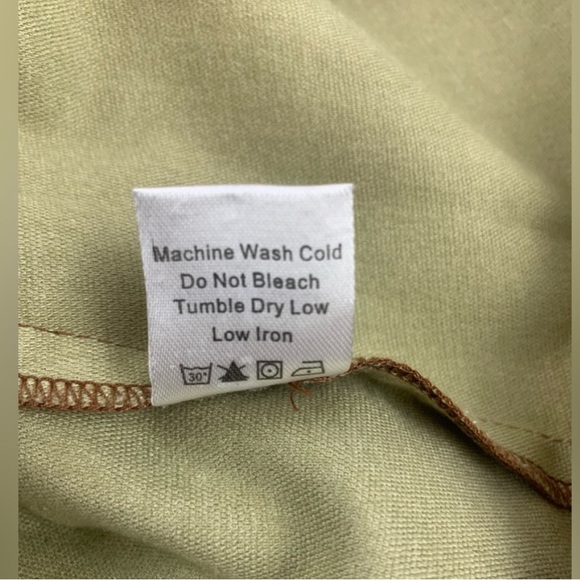 Machine Wash Cold
Do Not Bleach
Tumble Dry Low
Low Iron
30°